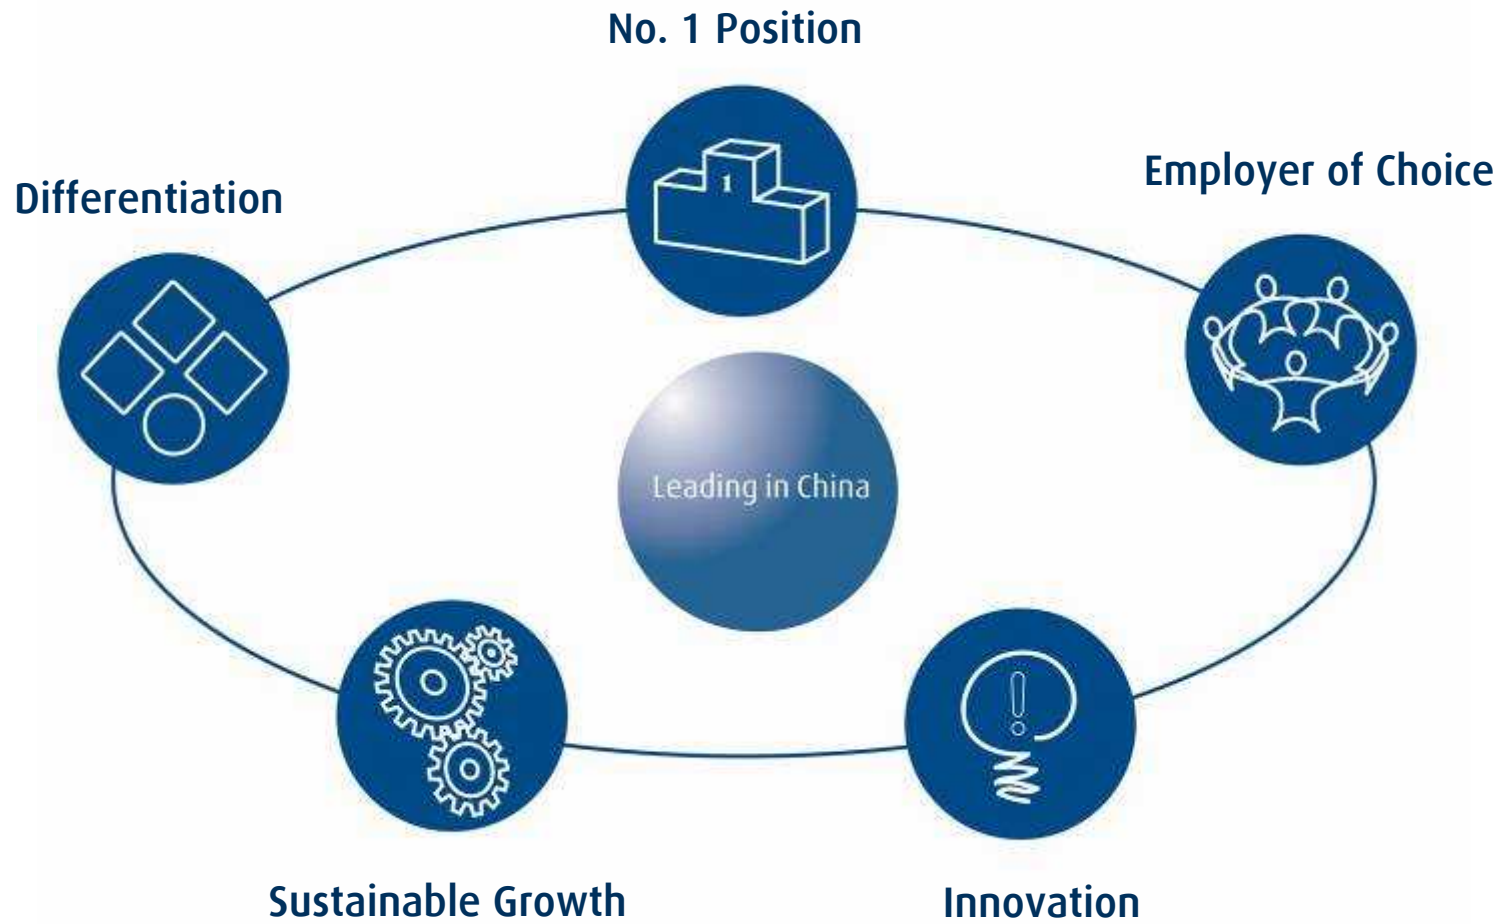 No. 1 Position
Employer of Choice
Differentiation
1
Leading in China
Sustainable Growth
Innovation